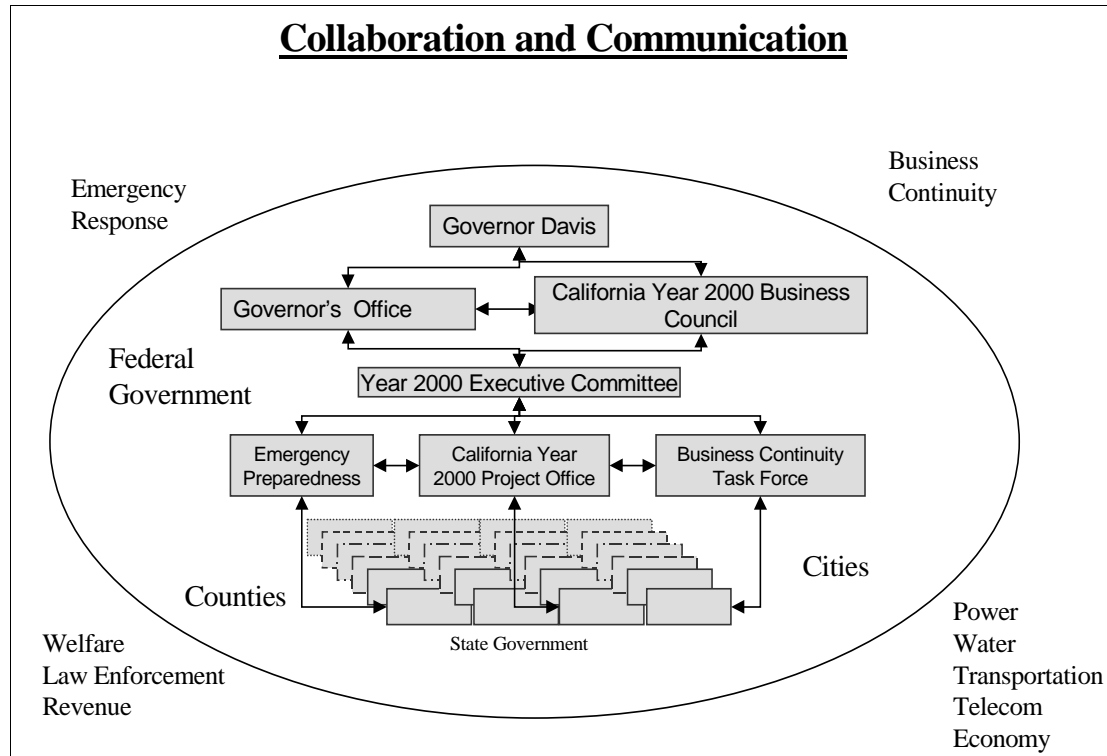 Collaboration and Communication
Emergency
Response
Business
Continuity
Governor Davis
Governor's  Office
California Year 2000 Business
Council
Federal
Government
Year 2000 Executive Committee
Emergency
Preparedness
California Year
2000 Project Office
Business Continuity
Task Force
Counties
Cities
State Government
Welfare
Law Enforcement
Revenue
Power
Water
Transportation
Telecom
Economy